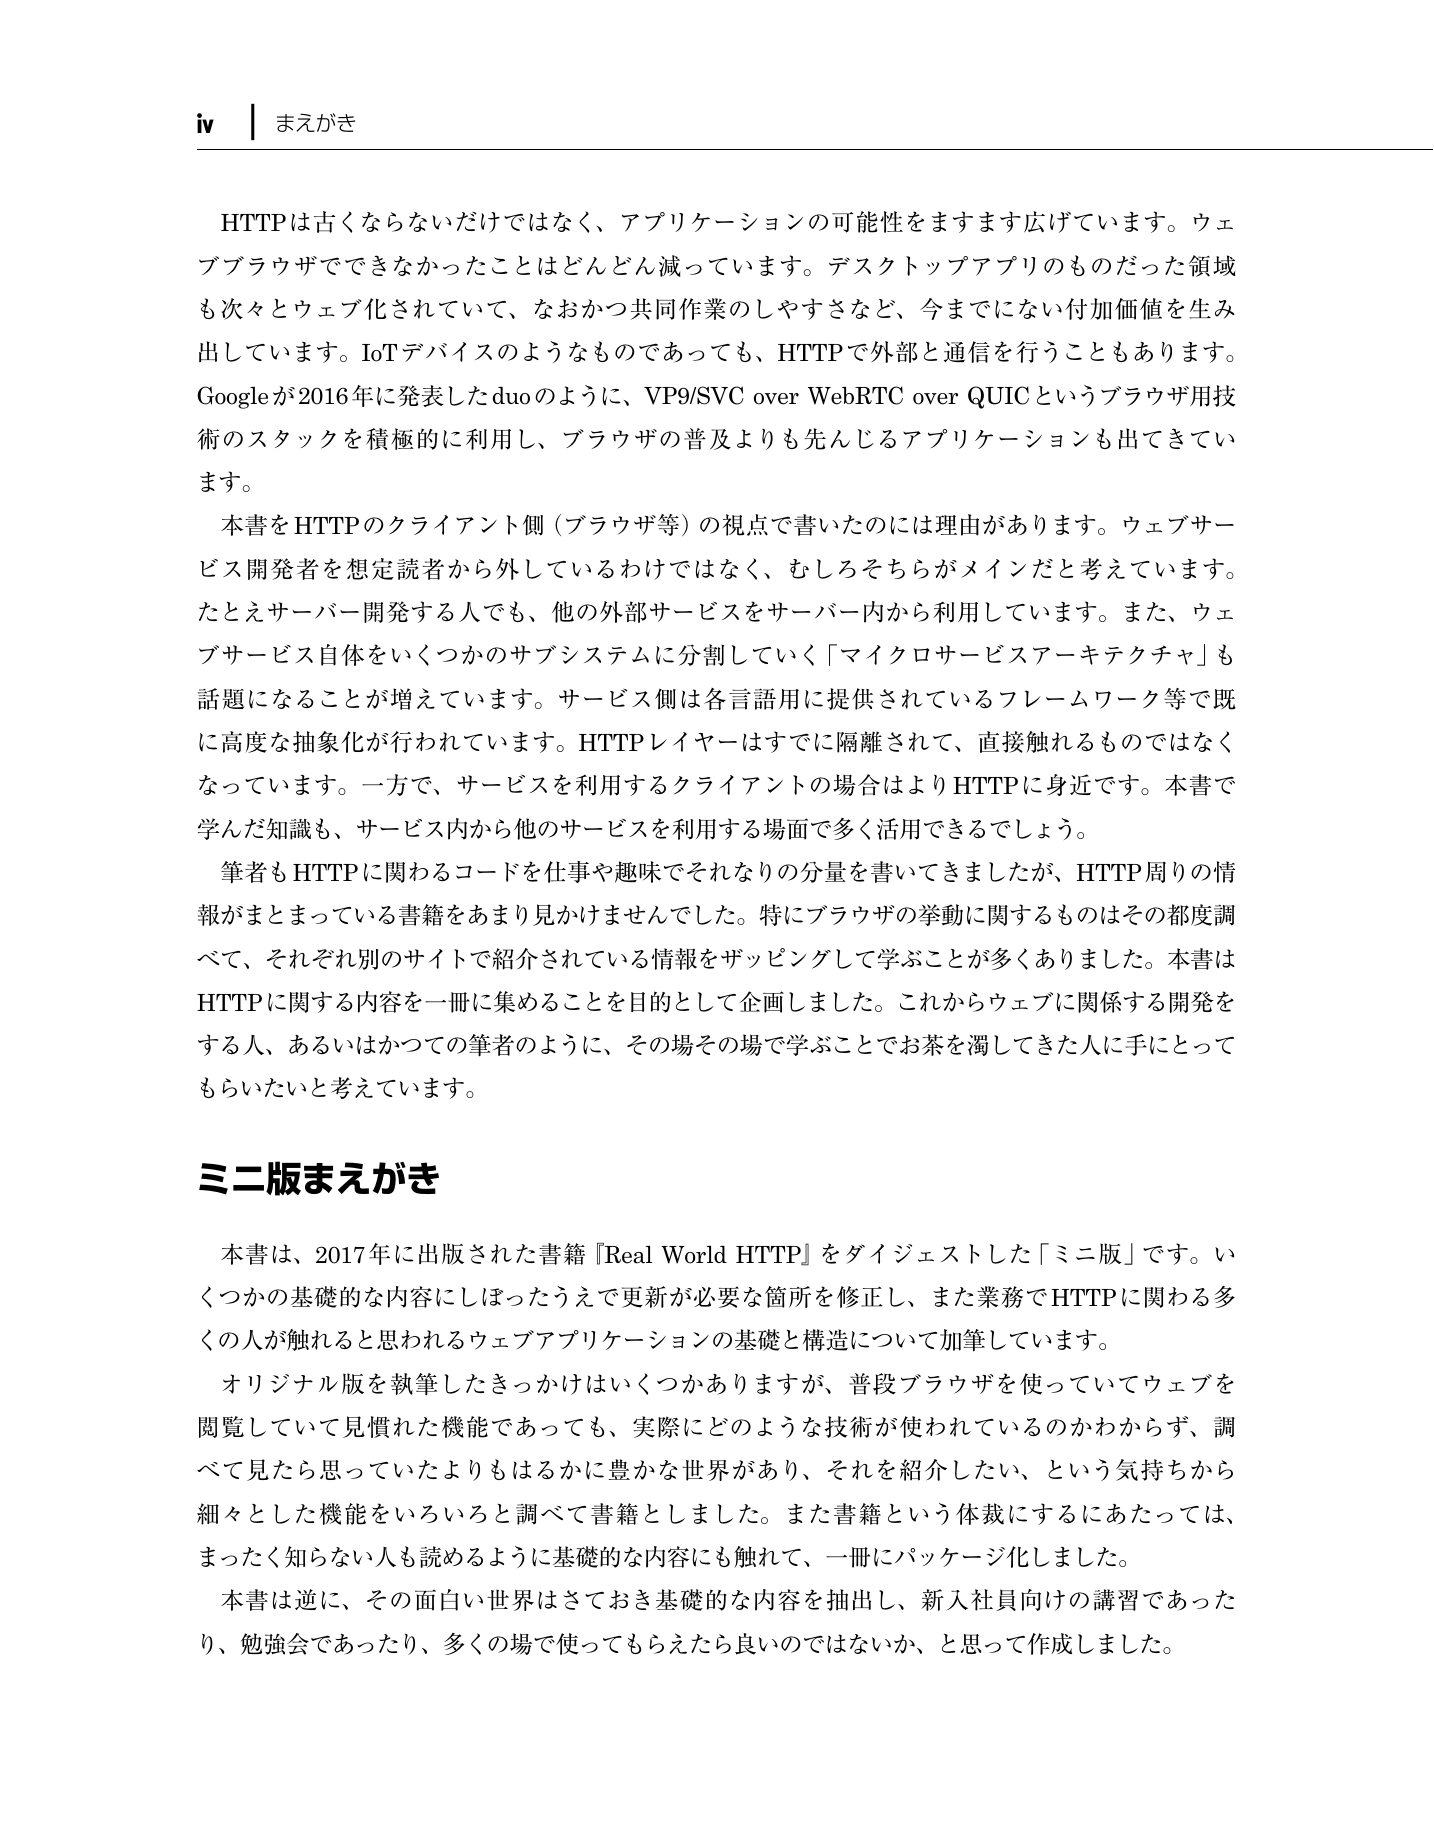 iv まえがき
HTTPは古くならないだけではなく、アプリケーションの可能性をますます広げています。ウェ
ブブラウザでできなかったことはどんどん減っています。デスクトップアプリのものだった領域
も次々とウェブ化されていて、なおかつ共同作業のしやすさなど、今までにない付加価値を生み
出しています。IoTデバイスのようなものであっても、HTTPで外部と通信を行うこともあります。
Googleが2016年に発表したduoのように、VP9/SVC over WebRTC over QUICというブラウザ用技
術のスタックを積極的に利用し、ブラウザの普及よりも先んじるアプリケーションも出てきてい
ます。
本書をHTTPのクライアント側（ブラウザ等）の視点で書いたのには理由があります。ウェブサー
ビス開発者を想定読者から外しているわけではなく、むしろそちらがメインだと考えています。
たとえサーバー開発する人でも、他の外部サービスをサーバー内から利用しています。また、ウェ
ブサービス自体をいくつかのサブシステムに分割していく「マイクロサービスアーキテクチャ」も
話題になることが増えています。サービス側は各言語用に提供されているフレームワーク等で既
に高度な抽象化が行われています。HTTPレイヤーはすでに隔離されて、直接触れるものではなく
なっています。一方で、サービスを利用するクライアントの場合はよりHTTPに身近です。本書で
学んだ知識も、サービス内から他のサービスを利用する場面で多く活用できるでしょう。
筆者もHTTPに関わるコードを仕事や趣味でそれなりの分量を書いてきましたが、HTTP周りの情
報がまとまっている書籍をあまり見かけませんでした。特にブラウザの挙動に関するものはその都度調
べて、それぞれ別のサイトで紹介されている情報をザッピングして学ぶことが多くありました。本書は
HTTPに関する内容を一冊に集めることを目的として企画しました。これからウェブに関係する開発を
する人、あるいはかつての筆者のように、その場その場で学ぶことでお茶を濁してきた人に手にとって
もらいたいと考えています。
ミニ版まえがき
本書は、2017年に出版された書籍『Real World HTTP』をダイジェストした「ミニ版」です。い
くつかの基礎的な内容にしぼったうえで更新が必要な箇所を修正し、また業務でHTTPに関わる多
くの人が触れると思われるウェブアプリケーションの基礎と構造について加筆しています。
オリジナル版を執筆したきっかけはいくつかありますが、普段ブラウザを使っていてウェブを
閲覧していて見慣れた機能であっても、実際にどのような技術が使われているのかわからず、調
べて見たら思っていたよりもはるかに豊かな世界があり、それを紹介したい、という気持ちから
細々とした機能をいろいろと調べて書籍としました。また書籍という体裁にするにあたっては、
まったく知らない人も読めるように基礎的な内容にも触れて、一冊にパッケージ化しました。
本書は逆に、その面白い世界はさておき基礎的な内容を抽出し、新入社員向けの講習であった
り、勉強会であったり、多くの場で使ってもらえたら良いのではないか、と思って作成しました。